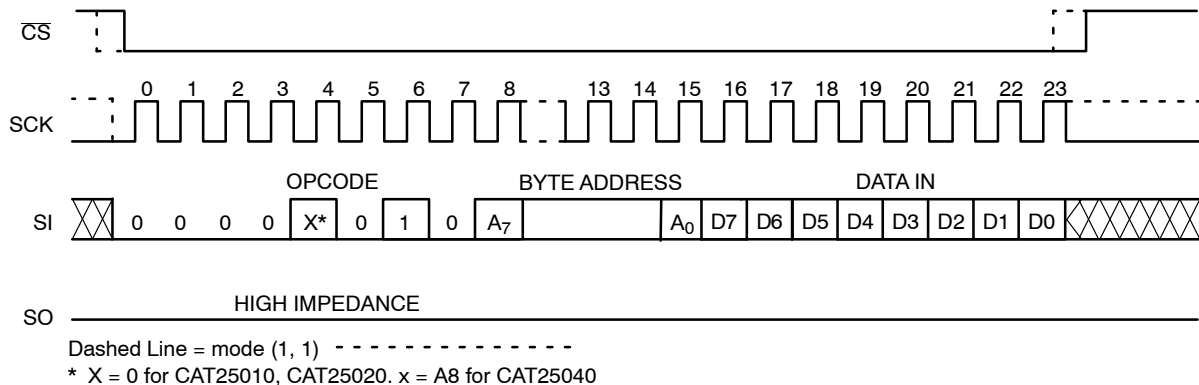 CS
0 1 2 3 4 5 6 7 8 13 14 15 16 17 18 19 20 21 22 23
SCK
OPCODE BYTE ADDRESS DATA IN
SI 0 0 0 0 X* 0 1 0 A7 A0 D7 D6 D5 D4 D3 D2 D1 D0
HIGH IMPEDANCE
SO
Dashed Line = mode (1, 1)
* X = 0 for CAT25010, CAT25020. x = A8 for CAT25040